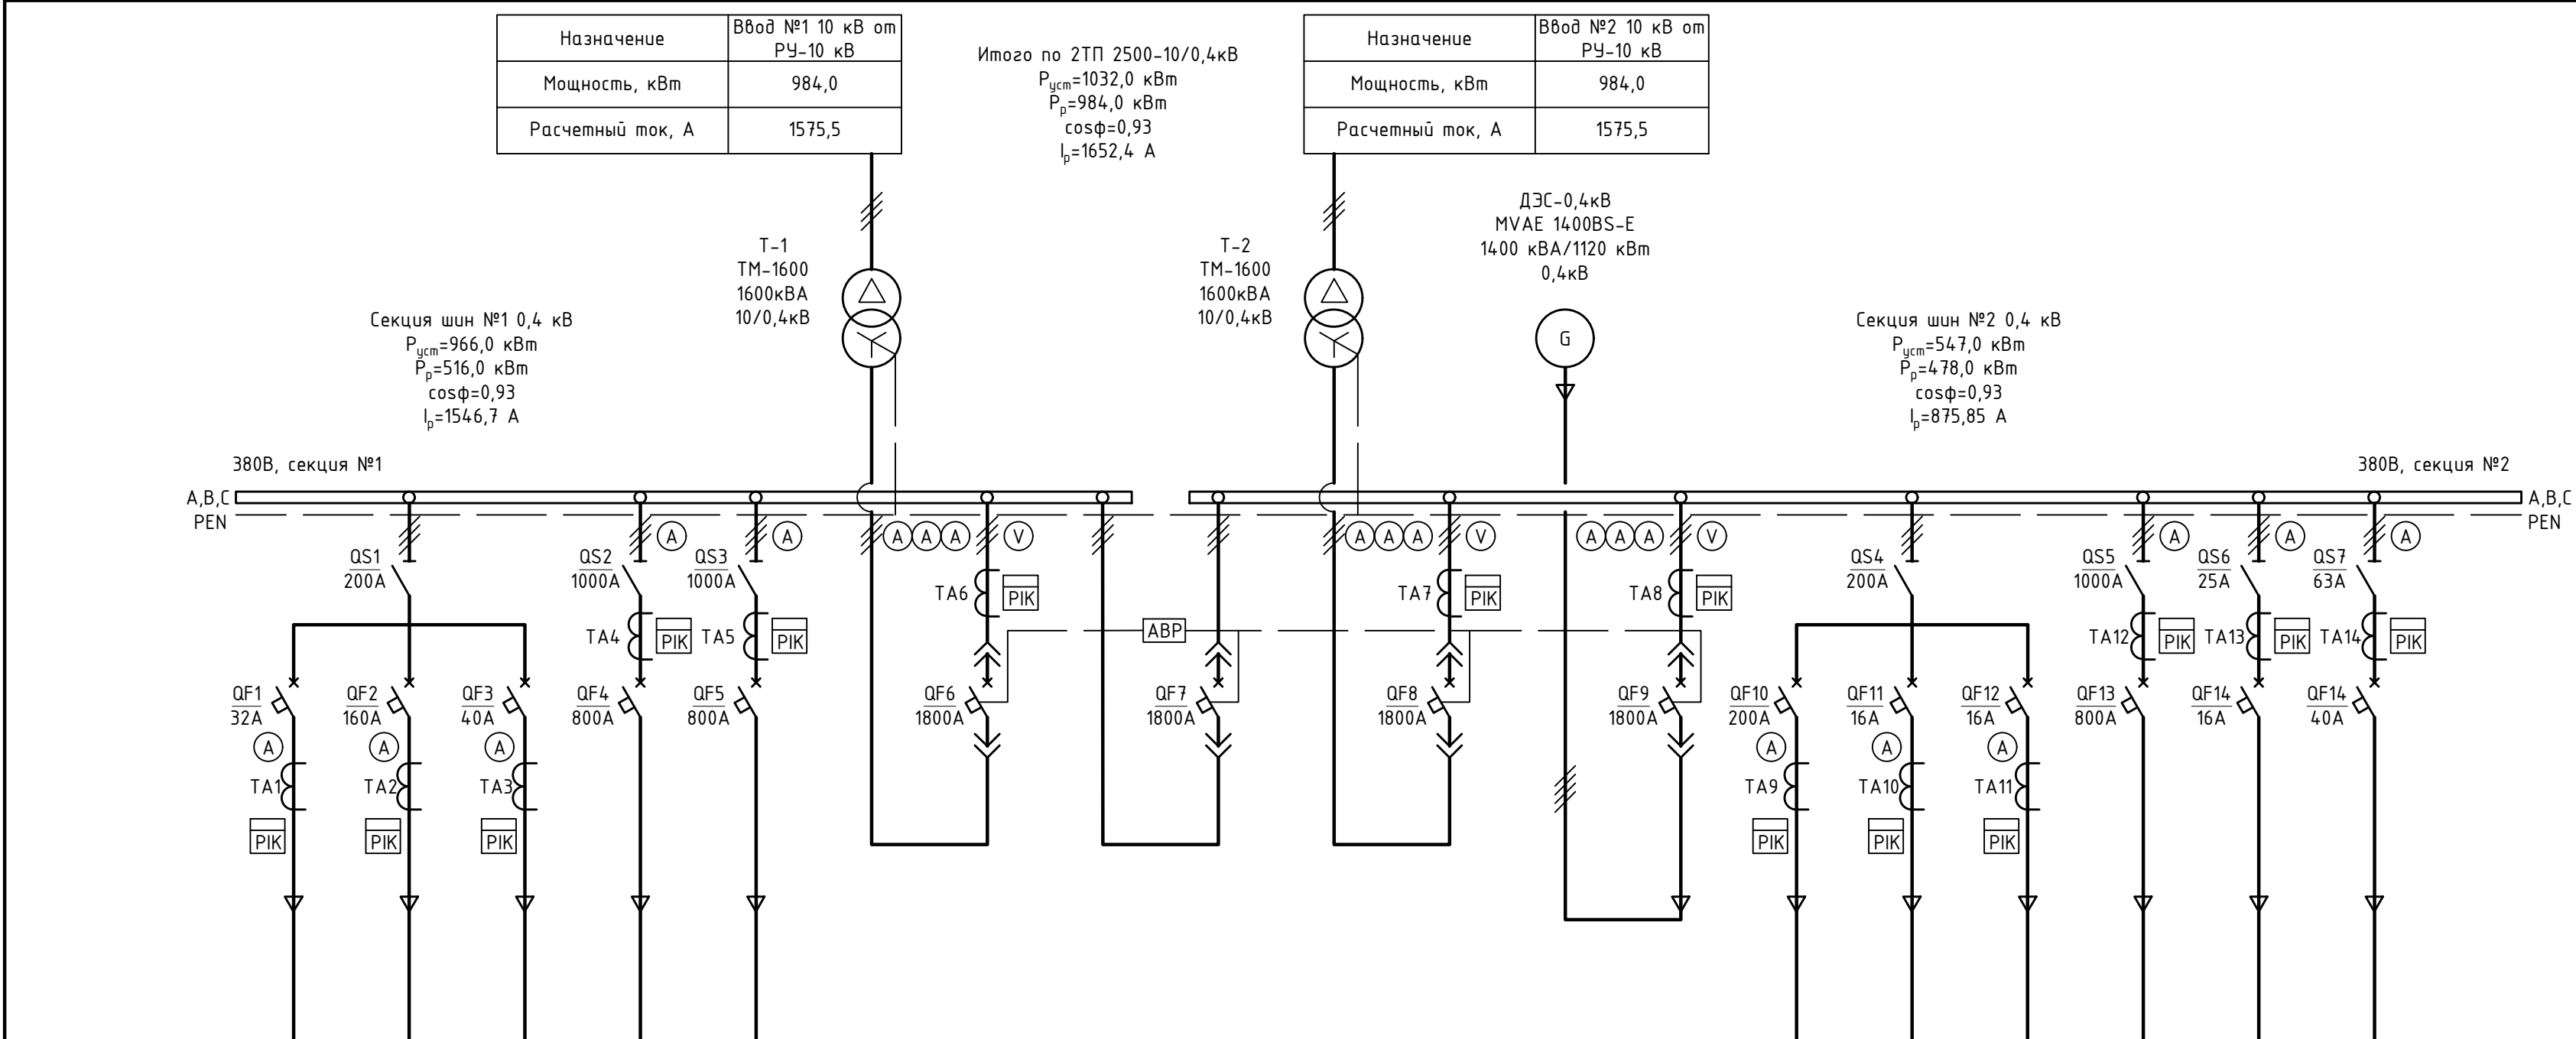 Назначение
Ввод №1 10 кВ от
РУ-10 кВ
Мощность, кВт
984,0
Расчетный ток, А
1575,5
Итого по 2ТП 2500-10/0,4кВ
Pуст=1032,0 кВт
Pр=984,0 кВт
cosф=0,93
Iр=1652,4 А
Назначение
Ввод №2 10 кВ от
РУ-10 кВ
Мощность, кВт
984,0
Расчетный ток, А
1575,5
Т-1
ТМ-1600
1600кВА
10/0,4кВ
Т-2
ТМ-1600
1600кВА
10/0,4кВ
ДЭС-0,4кВ
MVAE 1400BS-E
1400 кВА/1120 кВт
0,4кВ
G
Секция шин №1 0,4 кВ
Pуст=966,0 кВт
Pр=516,0 кВт
cosф=0,93
Iр=1546,7 А
Секция шин №2 0,4 кВ
Pуст=547,0 кВт
Pр=478,0 кВт
cosф=0,93
Iр=875,85 А
380В, секция №1
380В, секция №2
A,B,C
PEN
A,B,C
PEN
A
A
A A A
V
A A A
V
A A A
V
A
A
A
QS1
200А
QS2
1000А
QS3
1000А
QS4
200А
QS5
1000А
QS6
25А
QS7
63А
TA6
PIK
TA7
PIK
TA8
PIK
TA4
PIK
TA5
PIK
АВР
TA12
PIK
TA13
PIK
TA14
PIK
QF1
32А
QF2
160А
QF3
40А
QF4
800А
QF5
800А
QF6
1800А
QF7
1800А
QF8
1800А
QF9
1800А
QF10
200А
QF11
16А
QF12
16А
QF13
800А
QF14
16А
QF14
40А
A
A
A
A
A
A
TA1
TA2
TA3
TA9
TA10
TA11
PIK
PIK
PIK
PIK
PIK
PIK